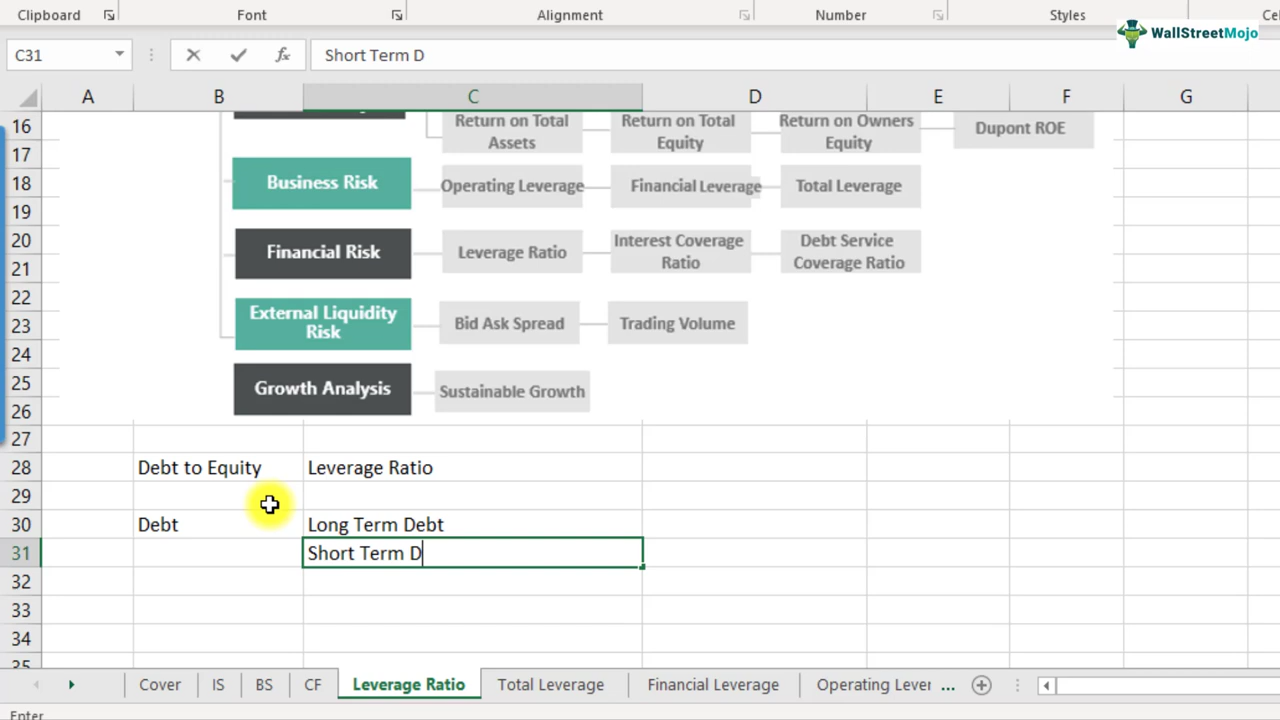 Clipboard Font Alignment Number Styles
WallStreetMojo
C31 fx Short Term D
A B C D E F G
16 Return on Total Assets Return on Total Equity Return on Owners Equity Dupont ROE
17
18 Business Risk Operating Leverage Financial Leverage Total Leverage
19
20 Financial Risk Leverage Ratio Interest Coverage Ratio Debt Service Coverage Ratio
21
22
23 External Liquidity Risk Bid Ask Spread Trading Volume
24
25 Growth Analysis Sustainable Growth
26
27
28 Debt to Equity Leverage Ratio
29
30 Debt Long Term Debt
31 Short Term D
32
33
34
35
Cover IS BS CF Leverage Ratio Total Leverage Financial Leverage Operating Lever ...
Enter